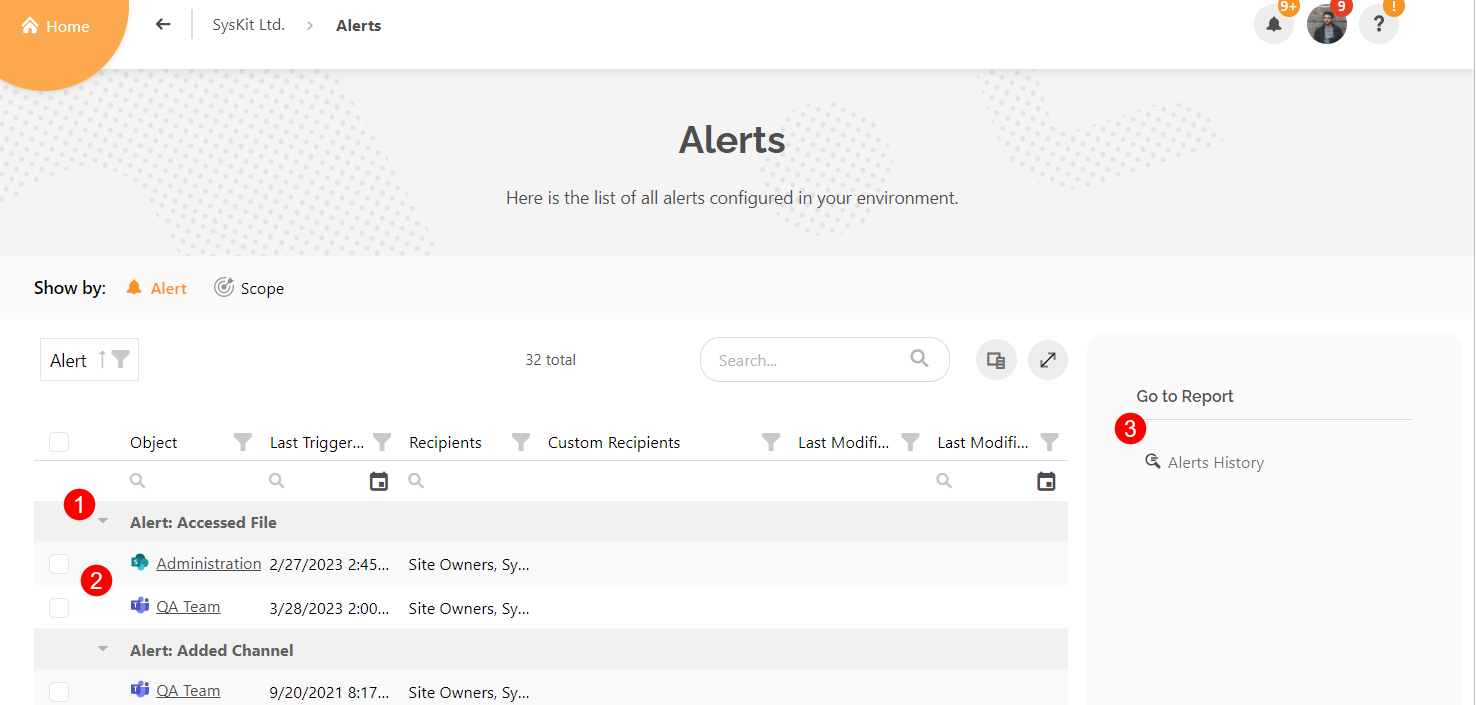 Home
SysKit Ltd. > Alerts
9+
9
!
?
Alerts
Here is the list of all alerts configured in your environment.
Show by: Alert Scope
Alert
32 total
Search...
Go to Report
3
Alerts History
Object Last Trigger... Recipients Custom Recipients Last Modifi... Last Modifi...
1
Alert: Accessed File
Administration 2/27/2023 2:45... Site Owners, Sy...
2
QA Team 3/28/2023 2:00... Site Owners, Sy...
Alert: Added Channel
QA Team 9/20/2021 8:17... Site Owners, Sy...